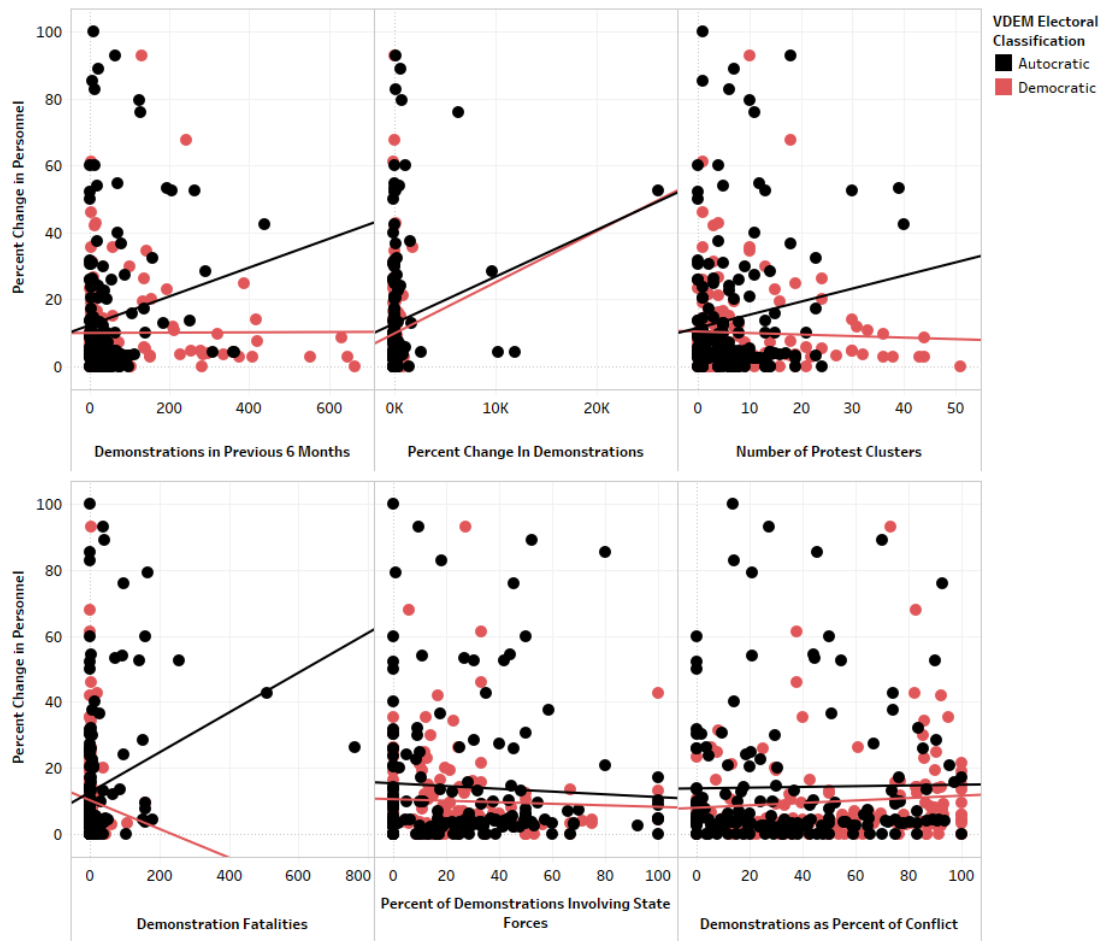 VDEM Electoral
Classification
Autocratic
Democratic
Percent Change in Personnel
100
80
60
40
20
0
0 200 400 600
0K 10K 20K
0 10 20 30 40 50
Demonstrations in Previous 6 Months
Percent Change In Demonstrations
Number of Protest Clusters
Percent Change in Personnel
100
80
60
40
20
0
0 200 400 600 800
0 20 40 60 80 100
0 20 40 60 80 100
Demonstration Fatalities
Percent of Demonstrations Involving State
Forces
Demonstrations as Percent of Conflict